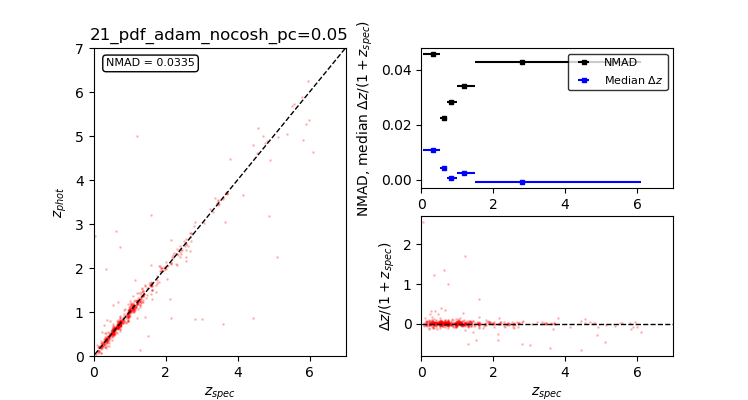 21_pdf_adam_nocosh_pc=0.05
NMAD = 0.0335
7
6
5
4
3
2
1
0
z_phot
0 2 4 6
z_spec
NMAD, median Δz/(1 + z_spec)
0.04
0.02
0.00
NMAD
Median Δz
0 2 4 6
Δz/(1 + z_spec)
2
1
0
0 2 4 6
z_spec